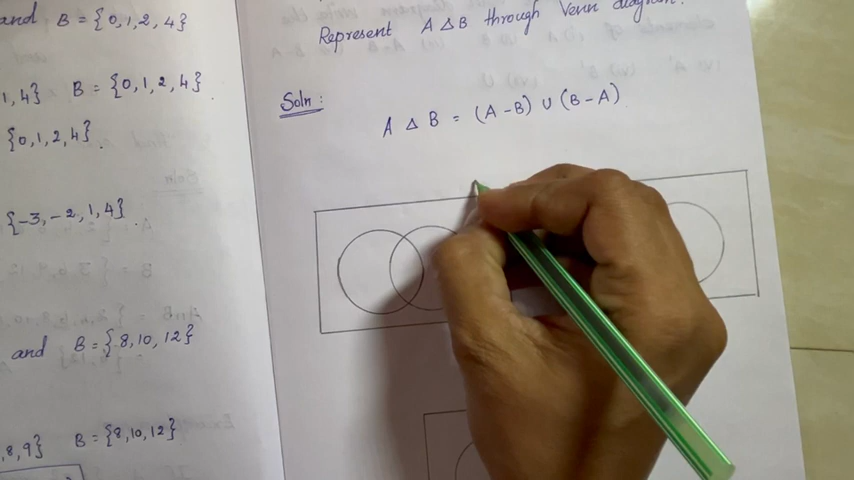 and B = {0, 1, 2, 4}
1, 4} B = {0, 1, 2, 4}.
{0, 1, 2, 4}.
{-3, -2, 1, 4}.
and B = {8, 10, 12}
, 8, 9} B = {8, 10, 12}
Represent A Δ B through Venn diagram.
Soln :
A Δ B = (A - B) ∪ (B - A).